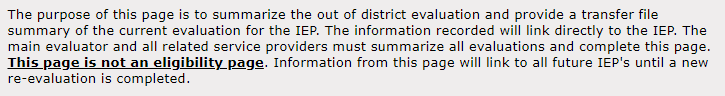 The purpose of this page is to summarize the out of district evaluation and provide a transfer file
summary of the current evaluation for the IEP. The information recorded will link directly to the IEP. The
main evaluator and all related service providers must summarize all evaluations and complete this page.
This page is not an eligibility page. Information from this page will link to all future IEP's until a new
re-evaluation is completed.